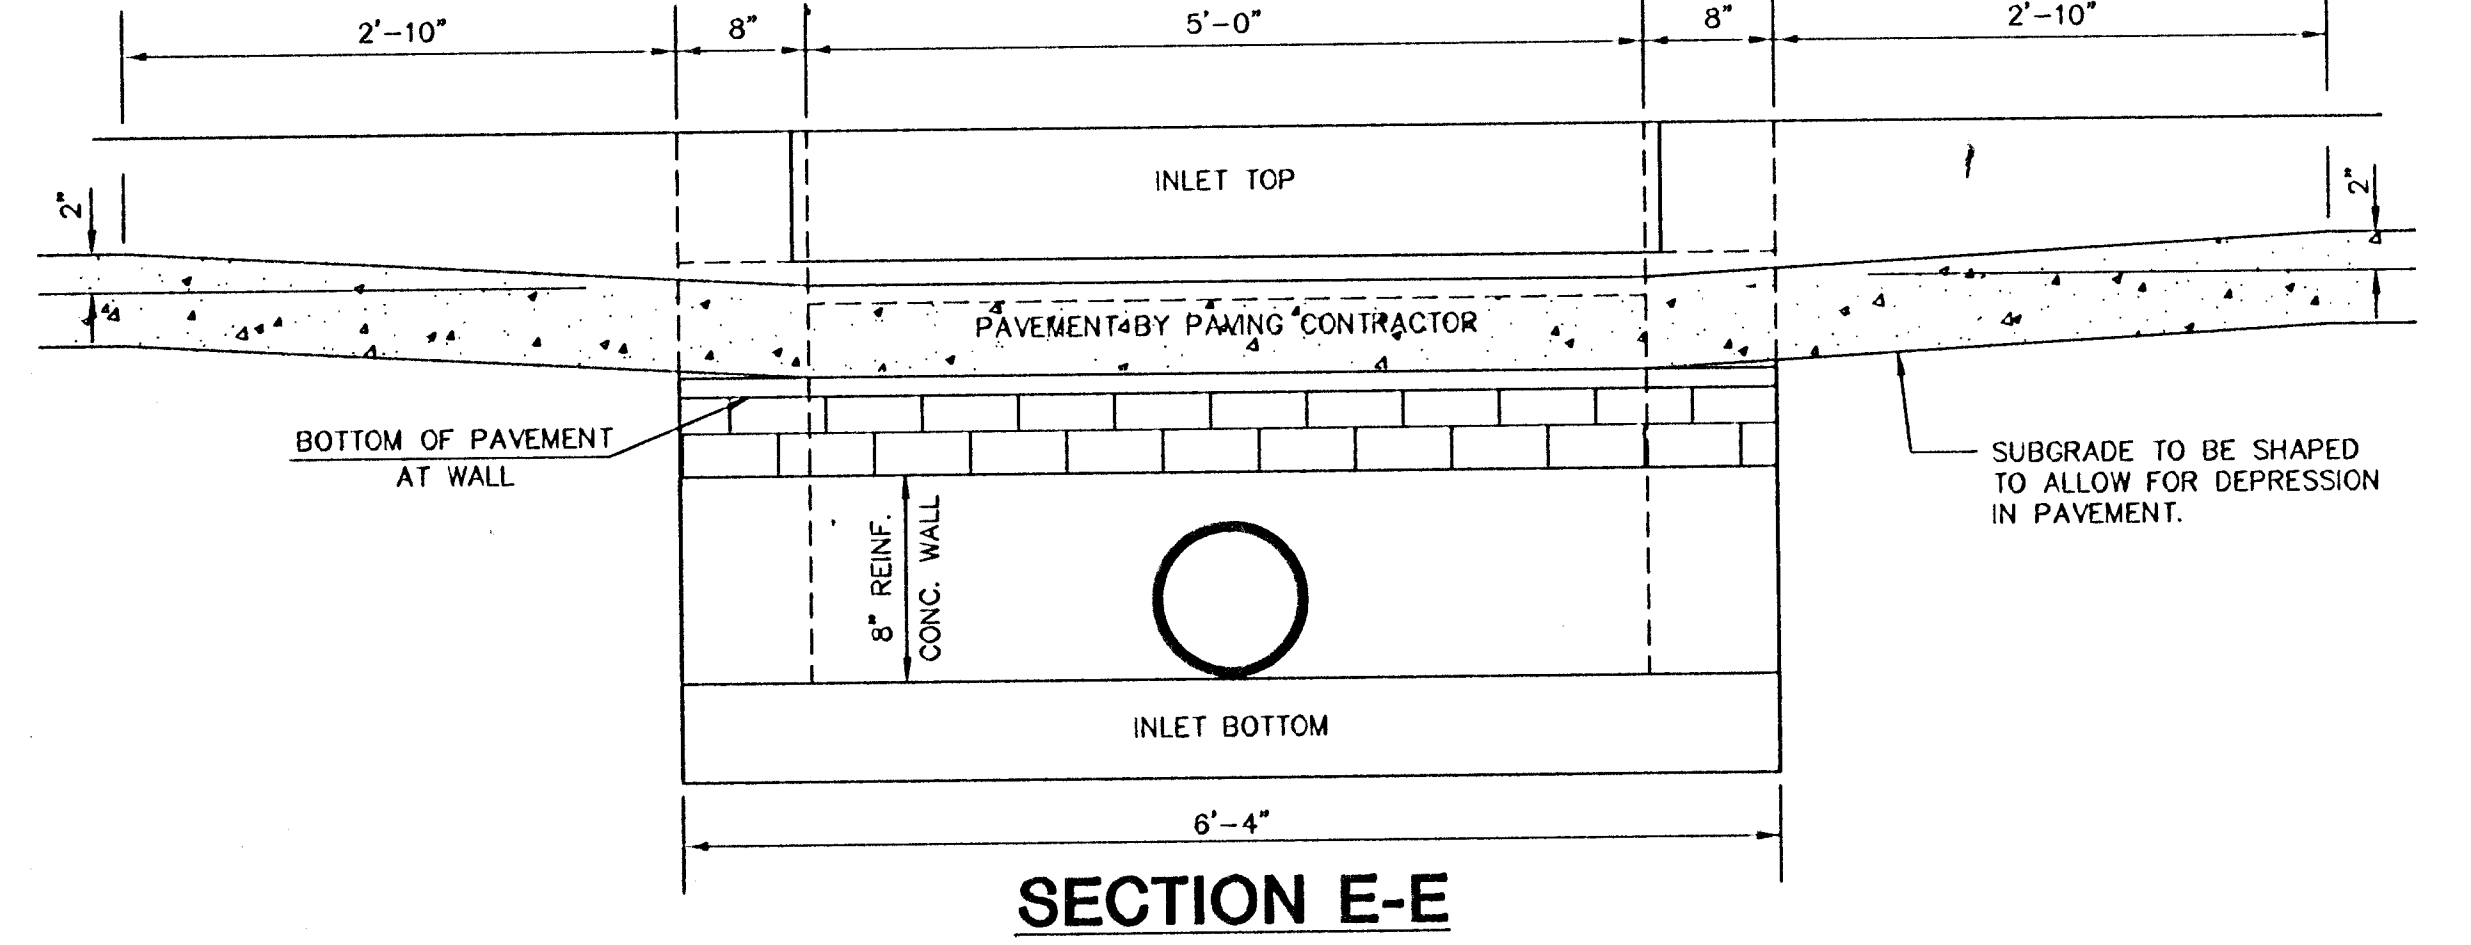 2'-10" 8" 5'-0" 8" 2'-10"
INLET TOP
2" 2"
PAVEMENT BY PAVING CONTRACTOR
BOTTOM OF PAVEMENT
AT WALL
SUBGRADE TO BE SHAPED
TO ALLOW FOR DEPRESSION
IN PAVEMENT.
8" REINF.
CONC. WALL
INLET BOTTOM
6'-4"
SECTION E-E